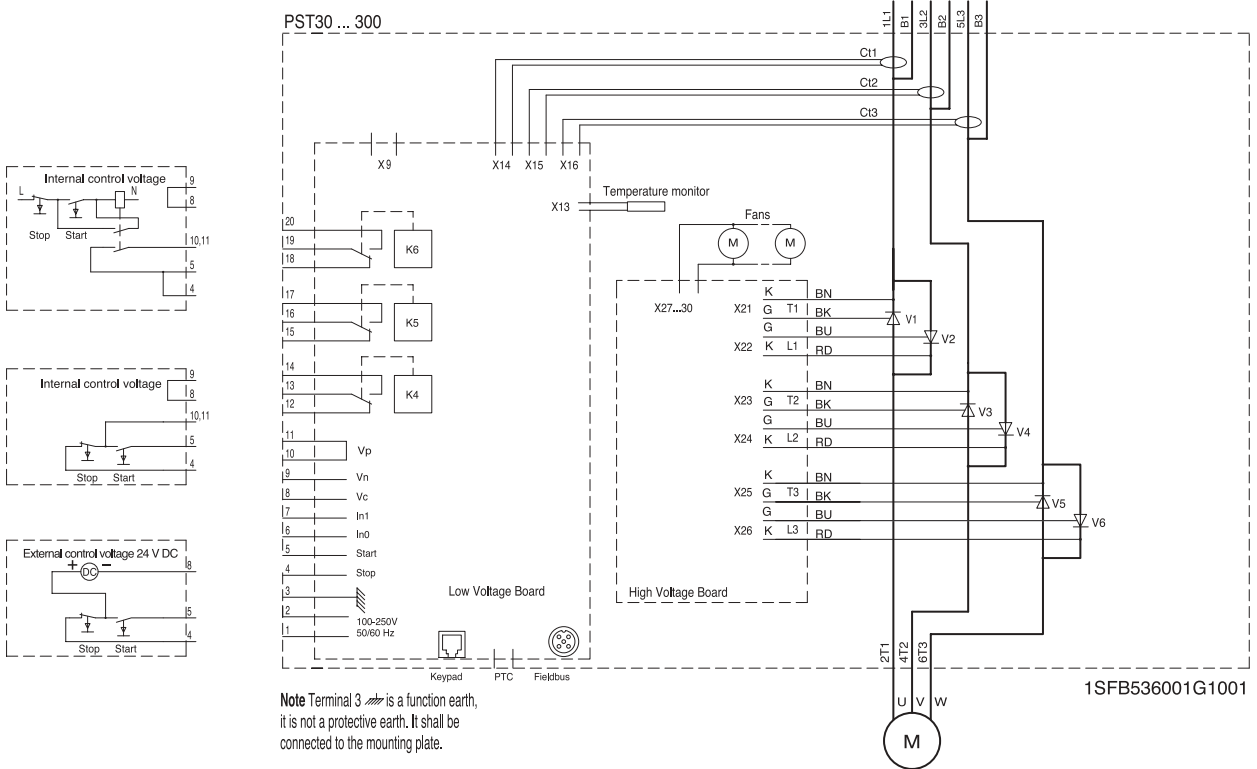 PST30 ... 300
1L1
B1
3L2
B2
5L3
B3
Ct1
Ct2
Ct3
X9
X14
X15
X16
X13
Temperature monitor
Internal control voltage
L
N
Stop
Start
9
8
10,11
5
4
Internal control voltage
9
8
10,11
5
4
Stop
Start
External control voltage 24 V DC
+
DC
–
8
5
4
Stop
Start
20
19
18
K6
17
16
15
K5
14
13
12
K4
11
10
Vp
9
Vn
8
Vc
7
In1
6
In0
5
Start
4
Stop
3
2
1
100-250V
50/60 Hz
Low Voltage Board
Keypad
PTC
Fieldbus
Fans
M
M
X27...30
X21
K
BN
G
T1
BK
G
BU
X22
K
L1
RD
V1
V2
K
BN
X23
G
T2
BK
G
BU
X24
K
L2
RD
V3
V4
K
BN
X25
G
T3
BK
G
BU
X26
K
L3
RD
V5
V6
High Voltage Board
2T1
4T2
6T3
U
V
W
M
1SFB536001G1001
Note Terminal 3 is a function earth,
it is not a protective earth. It shall be
connected to the mounting plate.